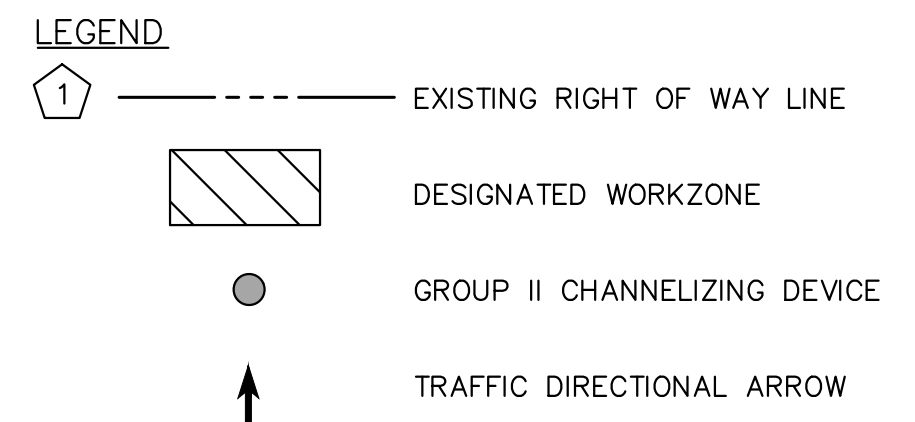 LEGEND
1 EXISTING RIGHT OF WAY LINE
DESIGNATED WORKZONE
GROUP II CHANNELIZING DEVICE
TRAFFIC DIRECTIONAL ARROW